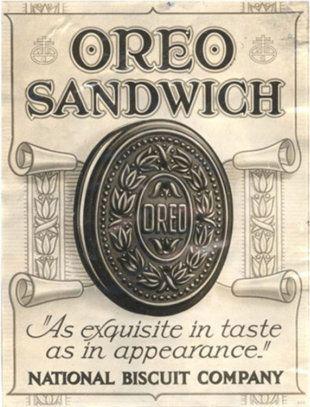 OREO
SANDWICH
OREO
"As exquisite in taste
as in appearance."
NATIONAL BISCUIT COMPANY